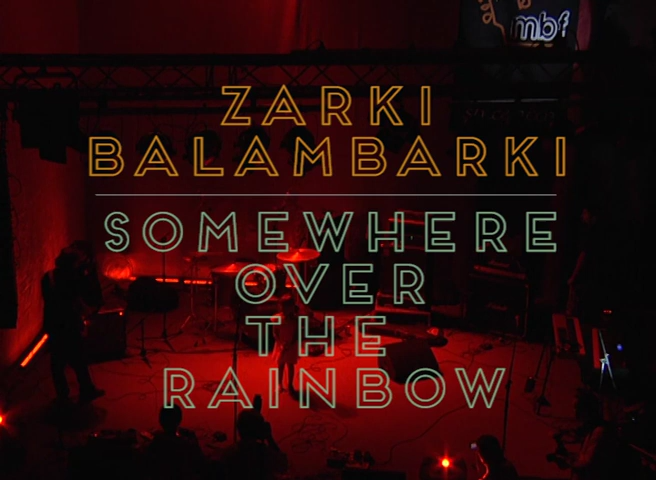 mbf
ZARKI
BALAMBARKI
SOMEWHERE
OVER
THE
RAINBOW